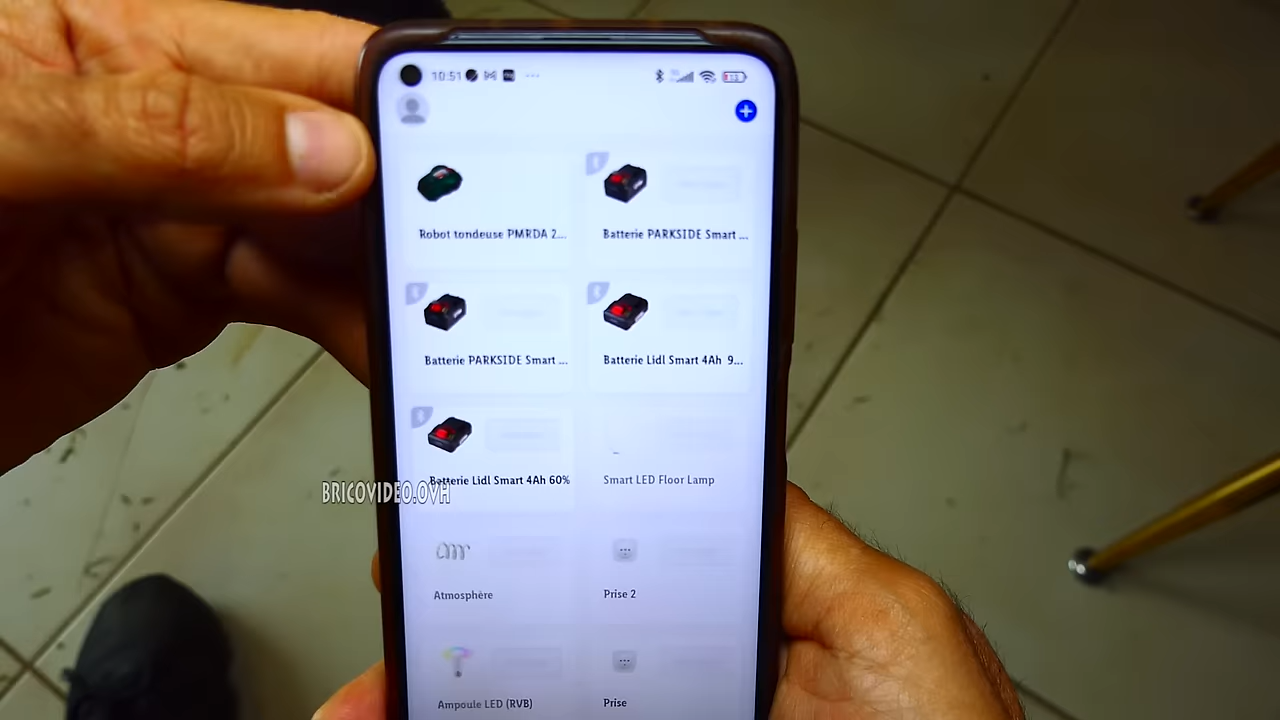 10:51
Robot tondeuse PMRDA 2...
Batterie PARKSIDE Smart ...
Batterie PARKSIDE Smart ...
Batterie Lidl Smart 4Ah 9...
Batterie Lidl Smart 4Ah 60%
Smart LED Floor Lamp
BRICOVIDEO.OVH
Atmosphère
Prise 2
Ampoule LED (RVB)
Prise